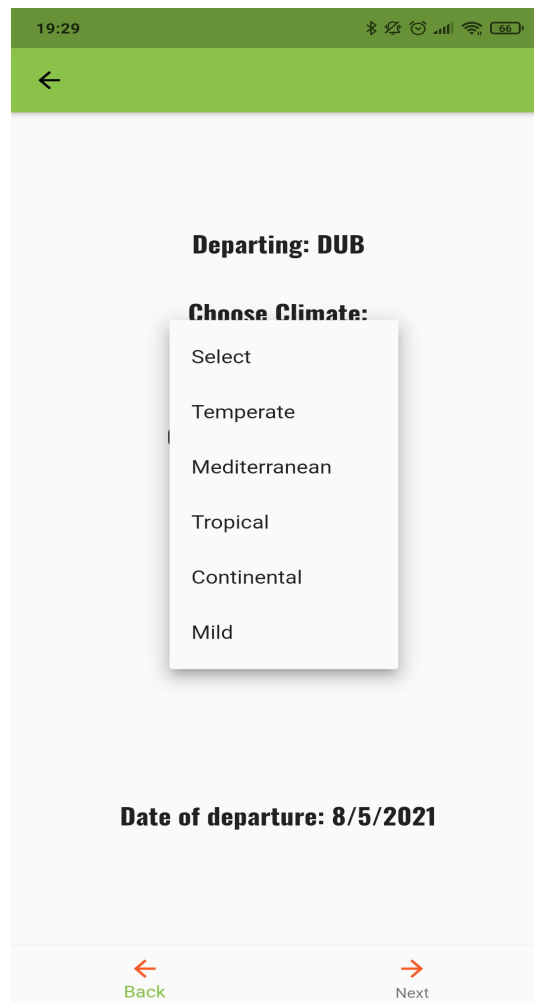 19:29
66
Departing: DUB
Choose Climate:
Select
Temperate
Mediterranean
Tropical
Continental
Mild
Date of departure: 8/5/2021
Back
Next